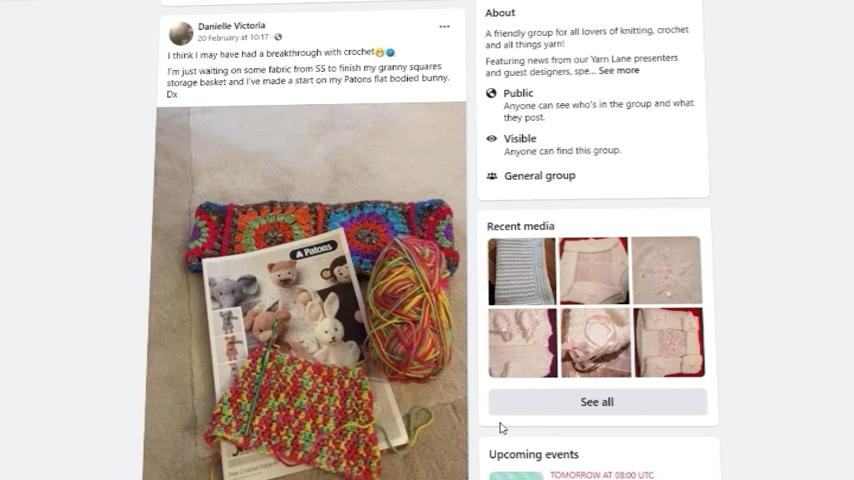 Danielle Victoria
20 February at 10:17 ·
I think I may have had a breakthrough with crochet
I'm just waiting on some fabric from SS to finish my granny squares
storage basket and I've made a start on my Patons flat bodied bunny.
Dx
Patons
About
A friendly group for all lovers of knitting, crochet
and all things yarn!
Featuring news from our Yarn Lane presenters
and guest designers, spe... See more
Public
Anyone can see who's in the group and what
they post.
Visible
Anyone can find this group.
General group
Recent media
See all
Upcoming events
TOMORROW AT 08:00 UTC